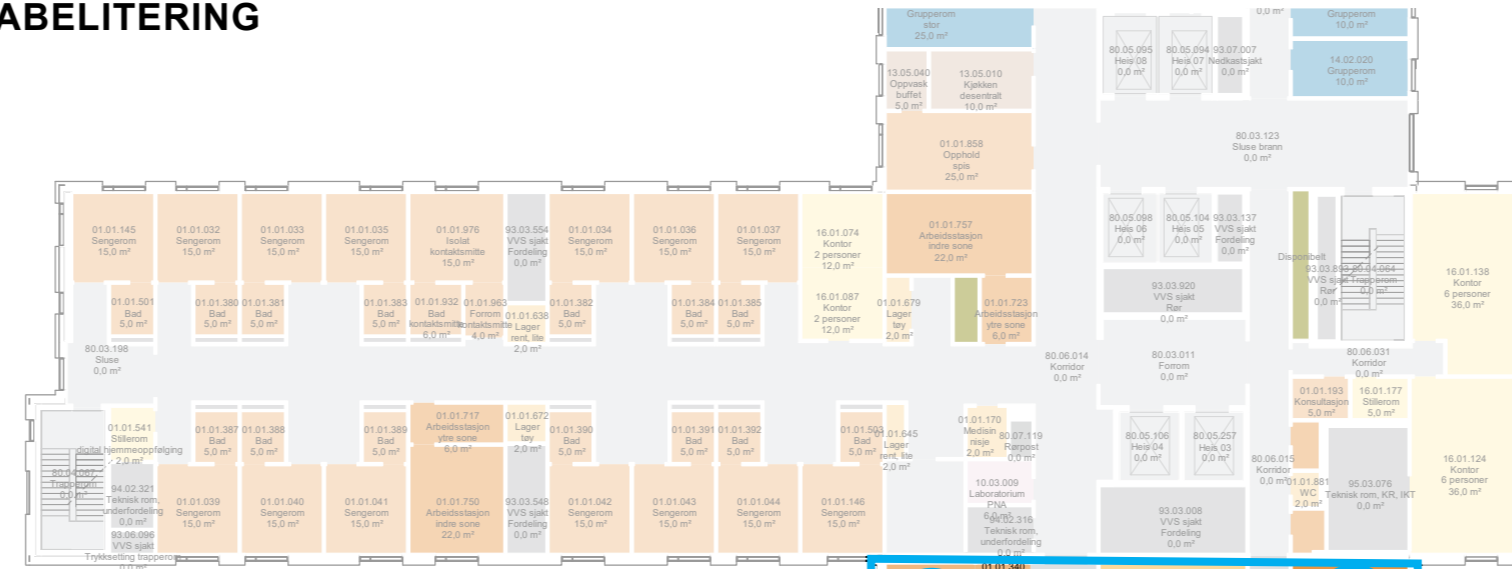 ABELITERING
Grupperom
stor
25,0 m²
0,0 m²
Grupperom
10,0 m²
80.05.095
Heis 08
0,0 m²
80.05.094
Heis 07
0,0 m²
93.07.007
Nedkastsjakt
0,0 m²
14.02.020
Grupperom
10,0 m²
13.05.040
Oppvask
buffet
5,0 m²
13.05.010
Kjøkken
desentralt
10,0 m²
80.03.123
Sluse brann
0,0 m²
01.01.858
Opphold
spis
25,0 m²
01.01.145
Sengerom
15,0 m²
01.01.032
Sengerom
15,0 m²
01.01.033
Sengerom
15,0 m²
01.01.035
Sengerom
15,0 m²
01.01.976
Isolat
kontaktsmitte
15,0 m²
93.03.554
VVS sjakt
Fordeling
0,0 m²
01.01.034
Sengerom
15,0 m²
01.01.036
Sengerom
15,0 m²
01.01.037
Sengerom
15,0 m²
16.01.074
Kontor
2 personer
12,0 m²
01.01.757
Arbeidsstasjon
indre sone
22,0 m²
80.05.098
Heis 06
0,0 m²
80.05.104
Heis 05
0,0 m²
93.03.137
VVS sjakt
Fordeling
0,0 m²
Disponibelt
VVS sjakt
Rør
0,0 m²
Trapperom
0,0 m²
16.01.138
Kontor
6 personer
36,0 m²
01.01.501
Bad
5,0 m²
01.01.380
Bad
5,0 m²
01.01.381
Bad
5,0 m²
01.01.383
Bad
5,0 m²
01.01.932
Bad
kontaktsmitte
6,0 m²
01.01.963
Forrom
kontaktsmitte
4,0 m²
01.01.638
Lager
rent, lite
2,0 m²
01.01.382
Bad
5,0 m²
01.01.384
Bad
5,0 m²
01.01.385
Bad
5,0 m²
16.01.087
Kontor
2 personer
12,0 m²
01.01.679
Lager
tøy
2,0 m²
01.01.723
Arbeidsstasjon
ytre sone
6,0 m²
93.03.920
VVS sjakt
Rør
0,0 m²
80.03.198
Sluse
0,0 m²
80.06.014
Korridor
0,0 m²
80.03.011
Forrom
0,0 m²
80.06.031
Korridor
0,0 m²
01.01.541
Stillerom
digital hjemmeoppfølging
2,0 m²
01.01.387
Bad
5,0 m²
01.01.388
Bad
5,0 m²
01.01.389
Bad
5,0 m²
01.01.717
Arbeidsstasjon
ytre sone
6,0 m²
01.01.672
Lager
tøy
2,0 m²
01.01.390
Bad
5,0 m²
01.01.391
Bad
5,0 m²
01.01.392
Bad
5,0 m²
01.01.503
Bad
5,0 m²
01.01.645
Lager
rent, lite
2,0 m²
01.01.170
Medisin
nisje
2,0 m²
80.07.119
Rørpost
0,0 m²
80.05.106
Heis 04
0,0 m²
80.05.257
Heis 03
0,0 m²
01.01.193
Konsultasjon
5,0 m²
16.01.177
Stillerom
5,0 m²
80.04.087
Trapperom
0,0 m²
94.02.321
Teknisk rom,
underfordeling
0,0 m²
93.06.096
VVS sjakt
Trykksetting trapperom
0,0 m²
01.01.039
Sengerom
15,0 m²
01.01.040
Sengerom
15,0 m²
01.01.041
Sengerom
15,0 m²
01.01.750
Arbeidsstasjon
indre sone
22,0 m²
93.03.548
VVS sjakt
Fordeling
0,0 m²
01.01.042
Sengerom
15,0 m²
01.01.043
Sengerom
15,0 m²
01.01.044
Sengerom
15,0 m²
01.01.146
Sengerom
15,0 m²
10.03.009
Laboratorium
PNA
6,0 m²
94.02.316
Teknisk rom,
underfordeling
0,0 m²
01.01.340
93.03.008
VVS sjakt
Fordeling
0,0 m²
80.06.015
Korridor
0,0 m²
01.01.881
WC
2,0 m²
95.03.076
Teknisk rom, KR, IKT
0,0 m²
16.01.124
Kontor
6 personer
36,0 m²